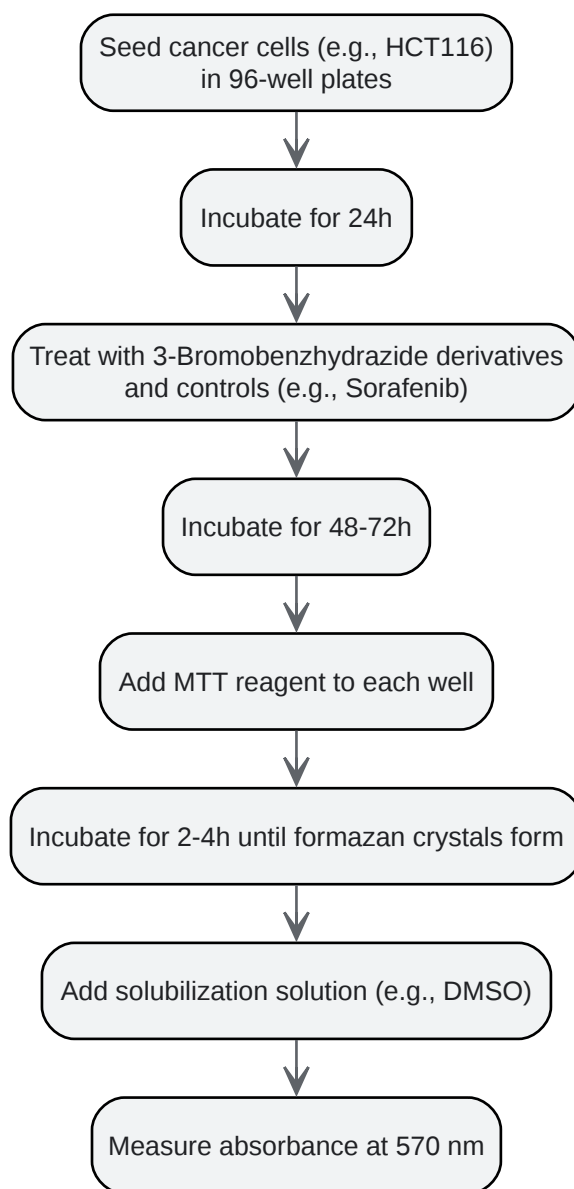 Seed cancer cells (e.g., HCT116)
in 96-well plates
Incubate for 24h
Treat with 3-Bromobenzhydrazide derivatives
and controls (e.g., Sorafenib)
Incubate for 48-72h
Add MTT reagent to each well
Incubate for 2-4h until formazan crystals form
Add solubilization solution (e.g., DMSO)
Measure absorbance at 570 nm